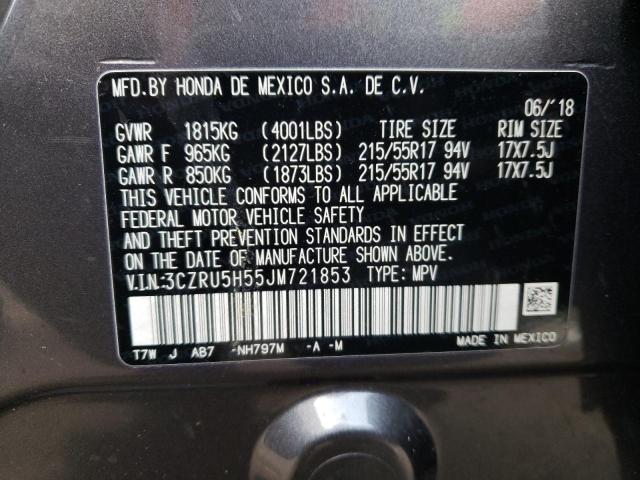 MFD.BY HONDA DE MEXICO S.A. DE C.V.
06/'18
GVWR 1815KG (4001LBS) TIRE SIZE RIM SIZE
GAWR F 965KG (2127LBS) 215/55R17 94V 17X7.5J
GAWR R 850KG (1873LBS) 215/55R17 94V 17X7.5J
THIS VEHICLE CONFORMS TO ALL APPLICABLE
FEDERAL MOTOR VEHICLE SAFETY
AND THEFT PREVENTION STANDARDS IN EFFECT
ON THE DATE OF MANUFACTURE SHOWN ABOVE.
V.I.N.:3CZRU5H55JM721853 TYPE: MPV
T7W J AB7 -NH797M -A -M MADE IN MEXICO